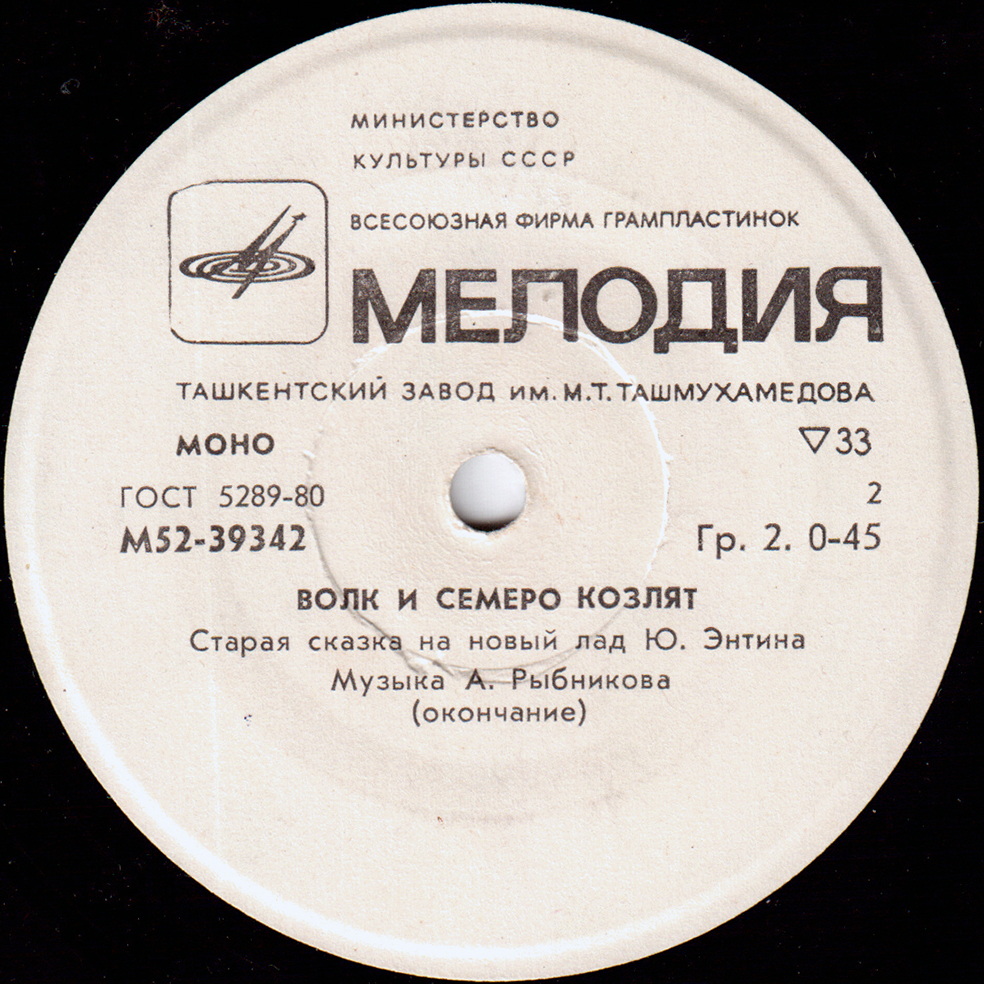 МИНИСТЕРСТВО
КУЛЬТУРЫ СССР
ВСЕСОЮЗНАЯ ФИРМА ГРАМПЛАСТИНОК
МЕЛОДИЯ
ТАШКЕНТСКИЙ ЗАВОД им. М.Т. ТАШМУХАМЕДОВА
МОНО ▽33
ГОСТ 5289-80 2
М52-39342 Гр. 2. 0-45
ВОЛК И СЕМЕРО КОЗЛЯТ
Старая сказка на новый лад Ю. Энтина
Музыка А. Рыбникова
(окончание)